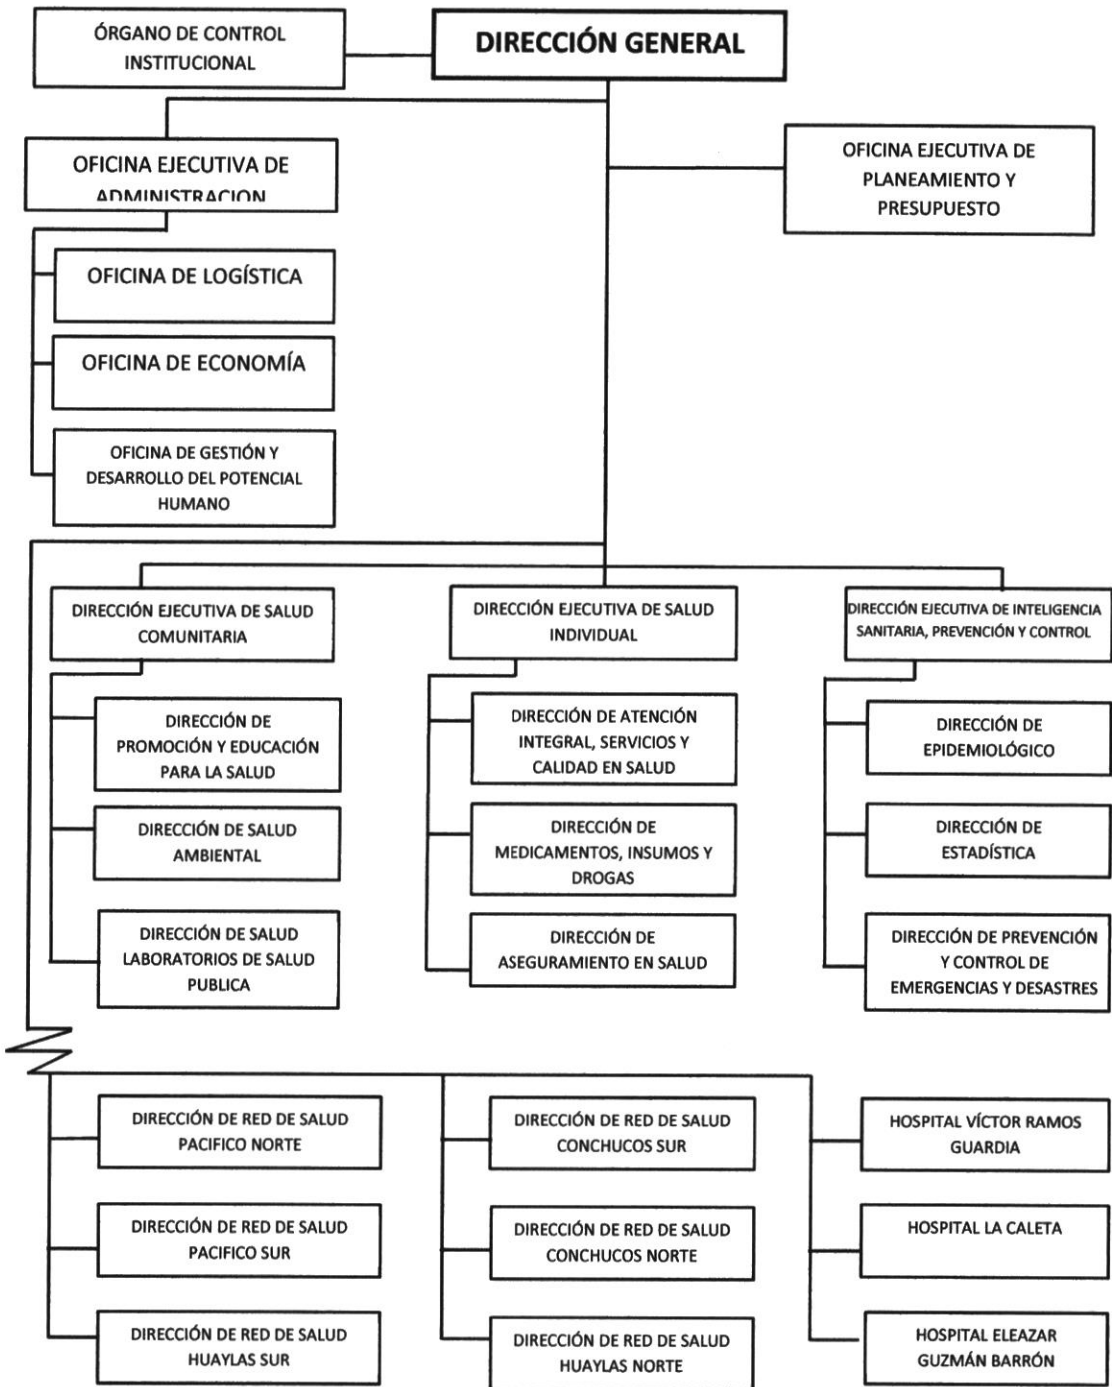 ÓRGANO DE CONTROL
INSTITUCIONAL
DIRECCIÓN GENERAL
OFICINA EJECUTIVA DE
ADMINISTRACION
OFICINA EJECUTIVA DE
PLANEAMIENTO Y
PRESUPUESTO
OFICINA DE LOGÍSTICA
OFICINA DE ECONOMÍA
OFICINA DE GESTIÓN Y
DESARROLLO DEL POTENCIAL
HUMANO
DIRECCIÓN EJECUTIVA DE SALUD
COMUNITARIA
DIRECCIÓN DE
PROMOCIÓN Y EDUCACIÓN
PARA LA SALUD
DIRECCIÓN DE SALUD
AMBIENTAL
DIRECCIÓN DE SALUD
LABORATORIOS DE SALUD
PUBLICA
DIRECCIÓN EJECUTIVA DE SALUD
INDIVIDUAL
DIRECCIÓN DE ATENCIÓN
INTEGRAL, SERVICIOS Y
CALIDAD EN SALUD
DIRECCIÓN DE
MEDICAMENTOS, INSUMOS Y
DROGAS
DIRECCIÓN DE
ASEGURAMIENTO EN SALUD
DIRECCIÓN EJECUTIVA DE INTELIGENCIA
SANITARIA, PREVENCIÓN Y CONTROL
DIRECCIÓN DE
EPIDEMIOLÓGICO
DIRECCIÓN DE
ESTADÍSTICA
DIRECCIÓN DE PREVENCIÓN
Y CONTROL DE
EMERGENCIAS Y DESASTRES
DIRECCIÓN DE RED DE SALUD
PACIFICO NORTE
DIRECCIÓN DE RED DE SALUD
PACIFICO SUR
DIRECCIÓN DE RED DE SALUD
HUAYLAS SUR
DIRECCIÓN DE RED DE SALUD
CONCHUCOS SUR
DIRECCIÓN DE RED DE SALUD
CONCHUCOS NORTE
DIRECCIÓN DE RED DE SALUD
HUAYLAS NORTE
HOSPITAL VÍCTOR RAMOS
GUARDIA
HOSPITAL LA CALETA
HOSPITAL ELEAZAR
GUZMÁN BARRÓN